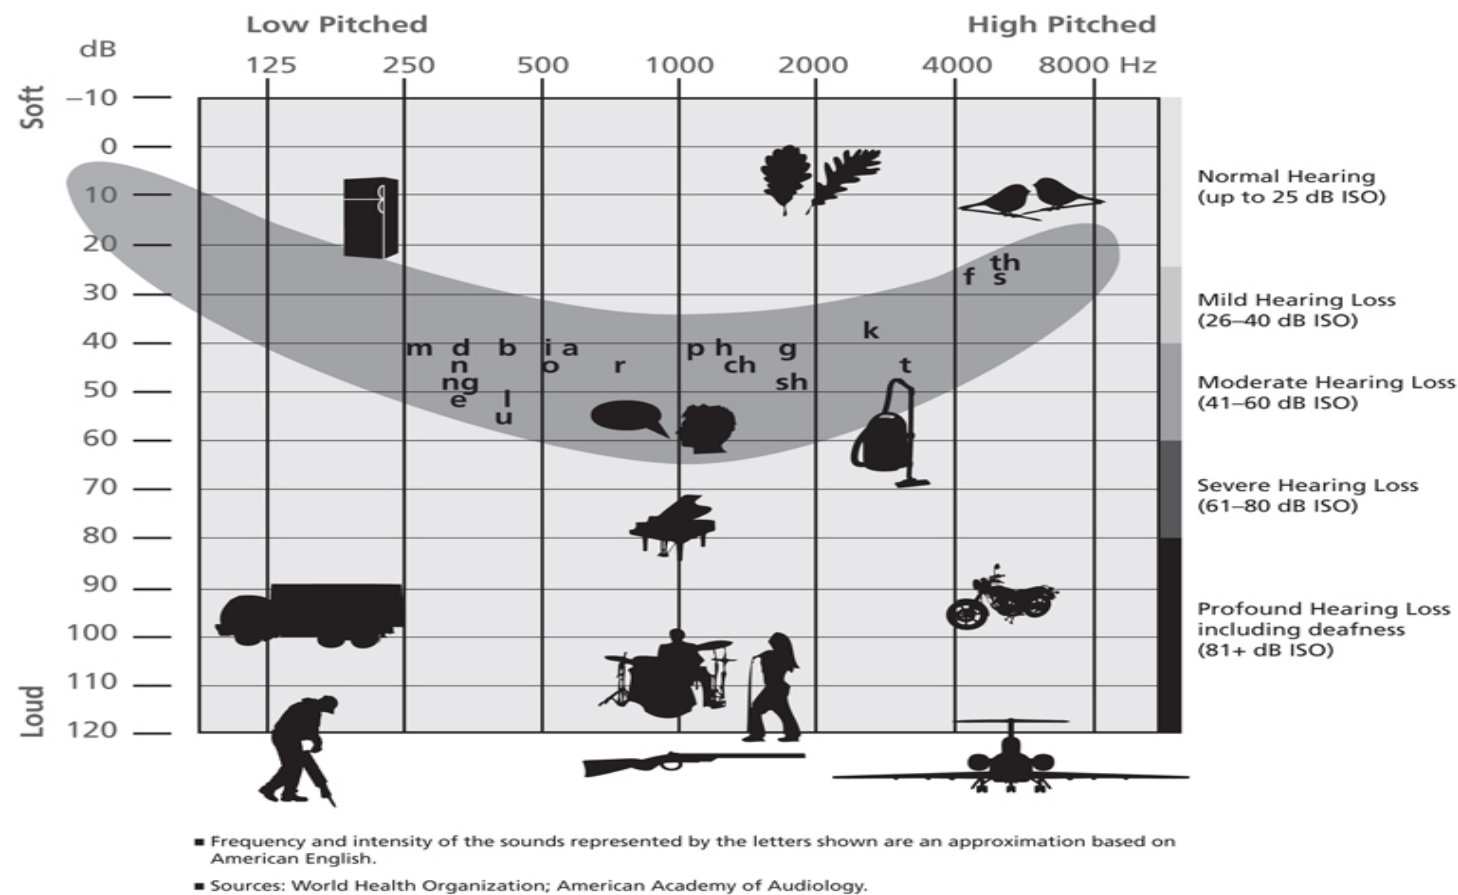 Low Pitched High Pitched
dB
125 250 500 1000 2000 4000 8000 Hz
Soft
−10
0
10
20
30
40
50
60
70
80
90
100
110
120
Loud
th
f s
k
m d b i a p h g
n o r ch t
ng sh
e l
u
Normal Hearing
(up to 25 dB ISO)
Mild Hearing Loss
(26–40 dB ISO)
Moderate Hearing Loss
(41–60 dB ISO)
Severe Hearing Loss
(61–80 dB ISO)
Profound Hearing Loss
including deafness
(81+ dB ISO)
■ Frequency and intensity of the sounds represented by the letters shown are an approximation based on
American English.
■ Sources: World Health Organization; American Academy of Audiology.